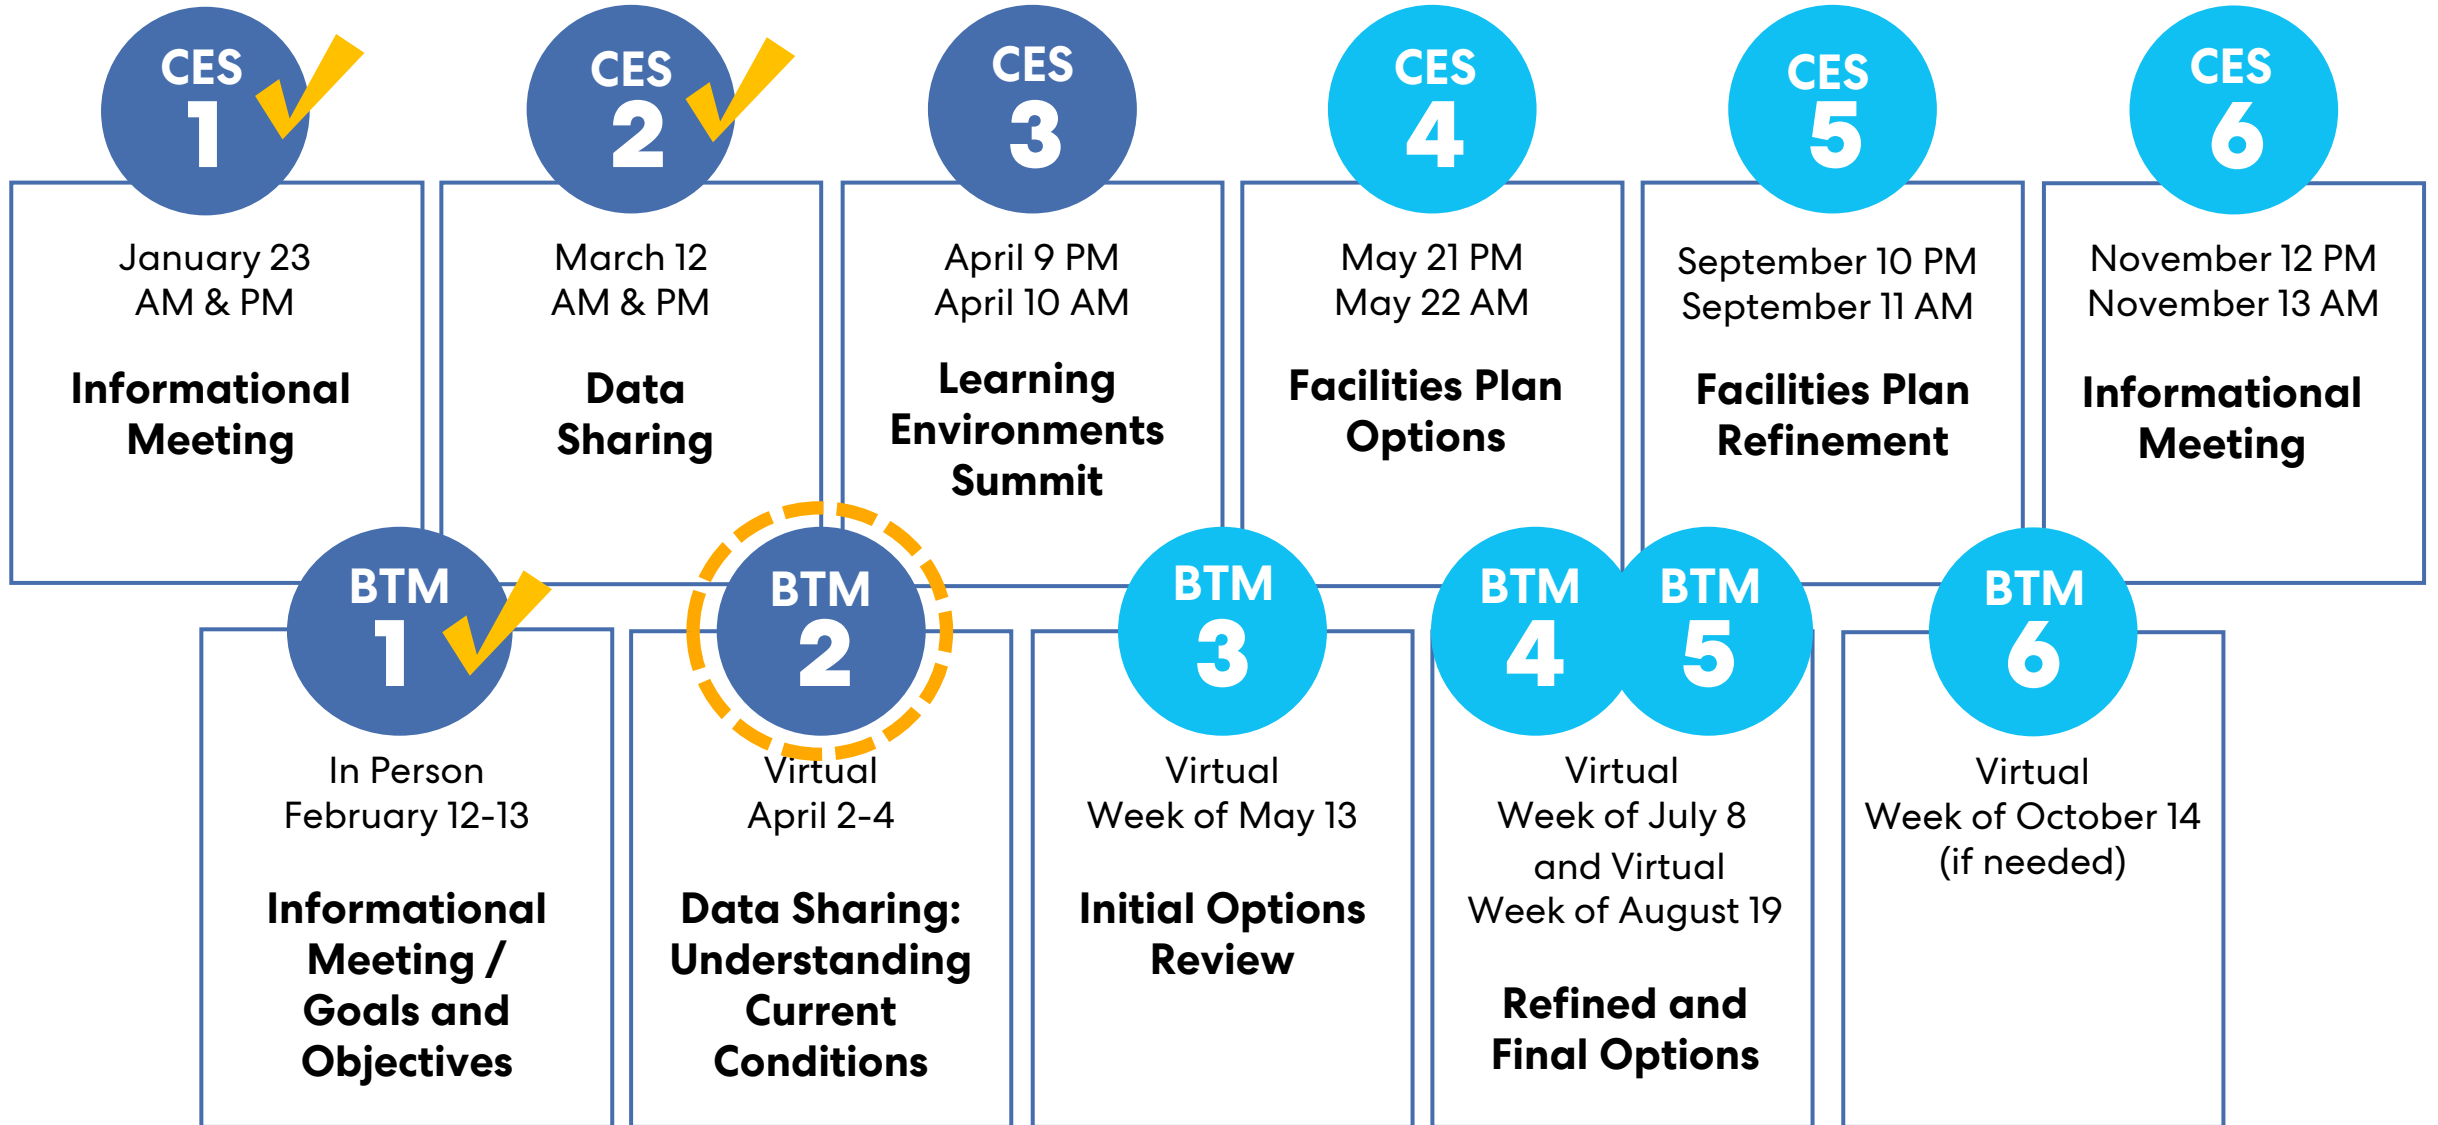 CES
1
January 23
AM & PM
Informational
Meeting
CES
2
March 12
AM & PM
Data
Sharing
CES
3
April 9 PM
April 10 AM
Learning
Environments
Summit
CES
4
May 21 PM
May 22 AM
Facilities Plan
Options
CES
5
September 10 PM
September 11 AM
Facilities Plan
Refinement
CES
6
November 12 PM
November 13 AM
Informational
Meeting
BTM
1
In Person
February 12-13
Informational
Meeting /
Goals and
Objectives
BTM
2
Virtual
April 2-4
Data Sharing:
Understanding
Current
Conditions
BTM
3
Virtual
Week of May 13
Initial Options
Review
BTM
4
BTM
5
Virtual
Week of July 8
and Virtual
Week of August 19
Refined and
Final Options
BTM
6
Virtual
Week of October 14
(if needed)